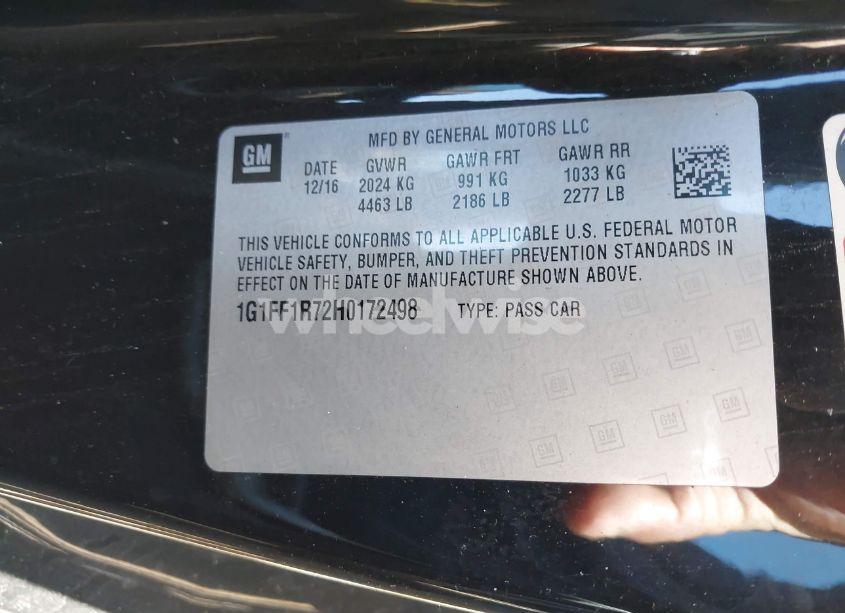 GM
MFD BY GENERAL MOTORS LLC
DATE GVWR GAWR FRT GAWR RR
12/16 2024 KG 991 KG 1033 KG
4463 LB 2186 LB 2277 LB
THIS VEHICLE CONFORMS TO ALL APPLICABLE U.S. FEDERAL MOTOR
VEHICLE SAFETY, BUMPER, AND THEFT PREVENTION STANDARDS IN
EFFECT ON THE DATE OF MANUFACTURE SHOWN ABOVE.
1G1FF1R72H0172498 TYPE: PASS CAR
wheelwise